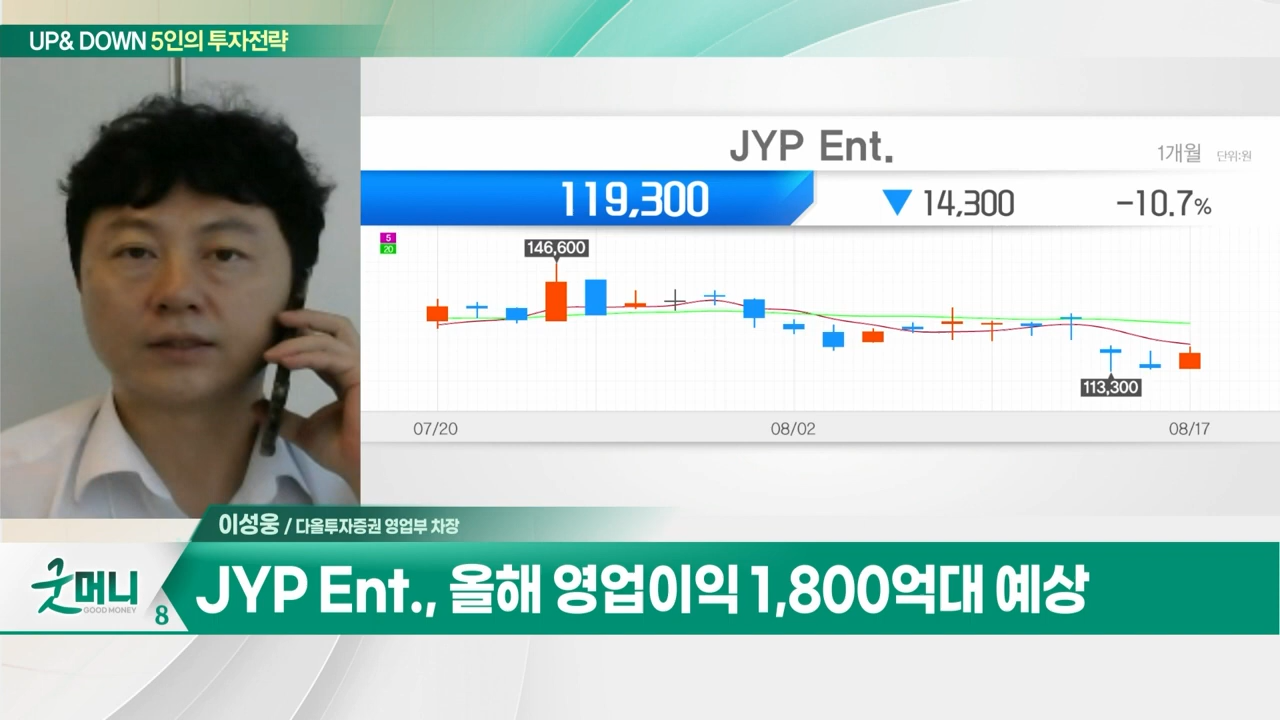 UP& DOWN 5인의 투자전략
JYP Ent.
1개월 단위:원
119,300 ▼ 14,300 -10.7%
5
20
146,600
113,300
07/20 08/02 08/17
이성웅 / 다올투자증권 영업부 차장
굿머니
GOOD MONEY
8
JYP Ent., 올해 영업이익 1,800억대 예상